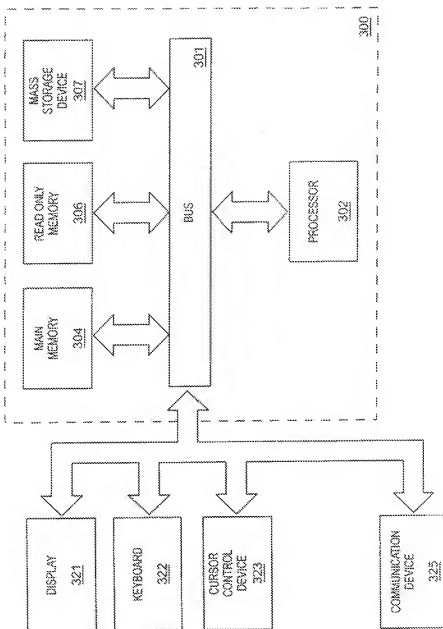 300
MAIN
MEMORY
304
READ ONLY
MEMORY
306
MASS
STORAGE
DEVICE
307
BUS
301
PROCESSOR
302
DISPLAY
321
KEYBOARD
322
CURSOR
CONTROL
DEVICE
323
COMMUNICATION
DEVICE
325